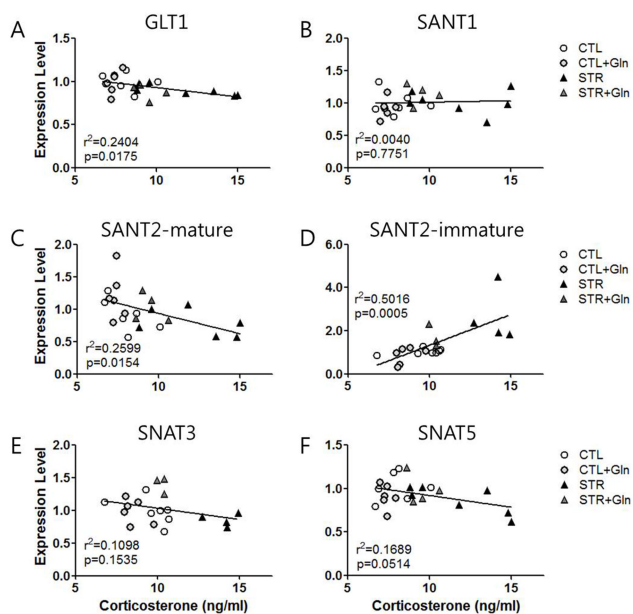 A GLT1
B SANT1
Expression Level
1.5
1.0
0.5
0.0
r²=0.2404
p=0.0175
5 10 15
2.0
1.5
1.0
0.5
0.0
r²=0.0040
p=0.7751
5 10 15
CTL
CTL+Gln
STR
STR+Gln
C SANT2-mature
D SANT2-immature
Expression Level
2.0
1.5
1.0
0.5
0.0
r²=0.2599
p=0.0154
5 10 15
6.0
4.0
2.0
0.0
r²=0.5016
p=0.0005
5 10 15
CTL
CTL+Gln
STR
STR+Gln
E SNAT3
F SNAT5
Expression Level
2.0
1.5
1.0
0.5
0.0
r²=0.1098
p=0.1535
5 10 15
Corticosterone (ng/ml)
1.5
1.0
0.5
0.0
r²=0.1689
p=0.0514
5 10 15
Corticosterone (ng/ml)
CTL
CTL+Gln
STR
STR+Gln